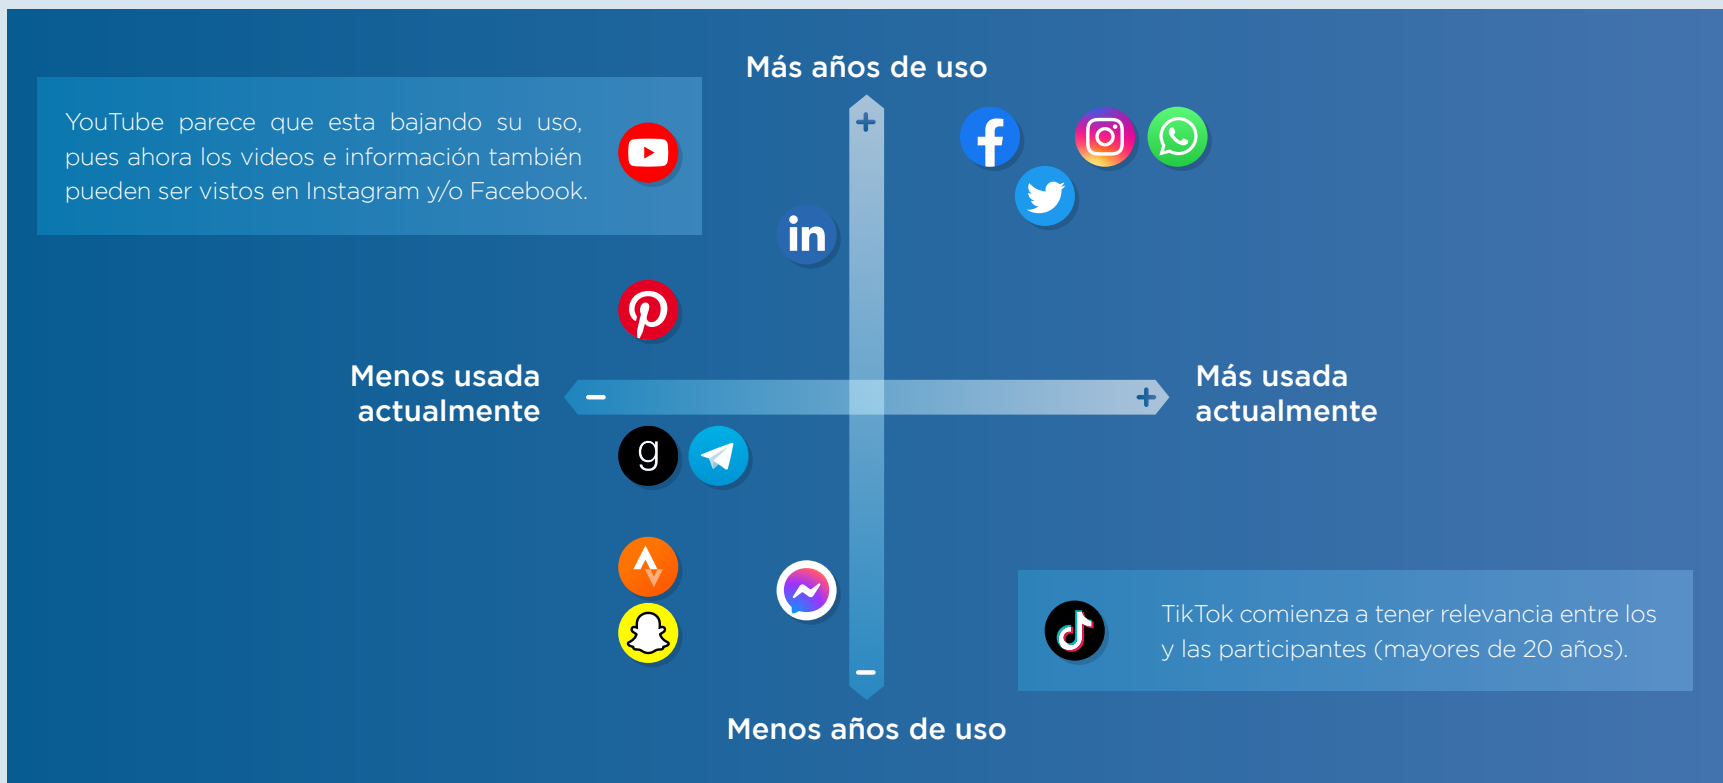 Más años de uso
YouTube parece que esta bajando su uso,
pues ahora los videos e información también
pueden ser vistos en Instagram y/o Facebook.
+
f
in
Menos usada
actualmente
−
+
Más usada
actualmente
g
TikTok comienza a tener relevancia entre los
y las participantes (mayores de 20 años).
−
Menos años de uso